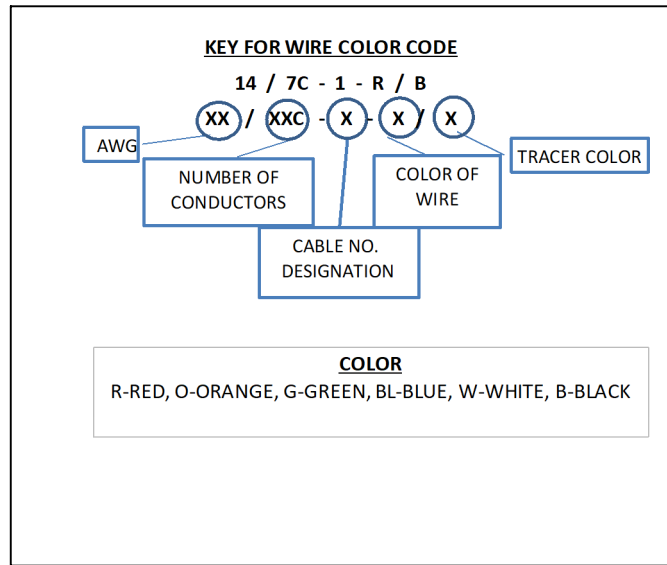 KEY FOR WIRE COLOR CODE
14 / 7C - 1 - R / B
XX / XXC - X - X / X
AWG
NUMBER OF
CONDUCTORS
CABLE NO.
DESIGNATION
COLOR OF
WIRE
TRACER COLOR
COLOR
R-RED, O-ORANGE, G-GREEN, BL-BLUE, W-WHITE, B-BLACK